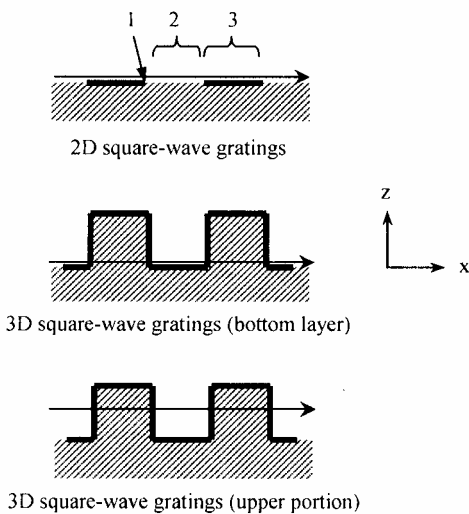 1 2 3
2D square-wave gratings
z
x
3D square-wave gratings (bottom layer)
3D square-wave gratings (upper portion)